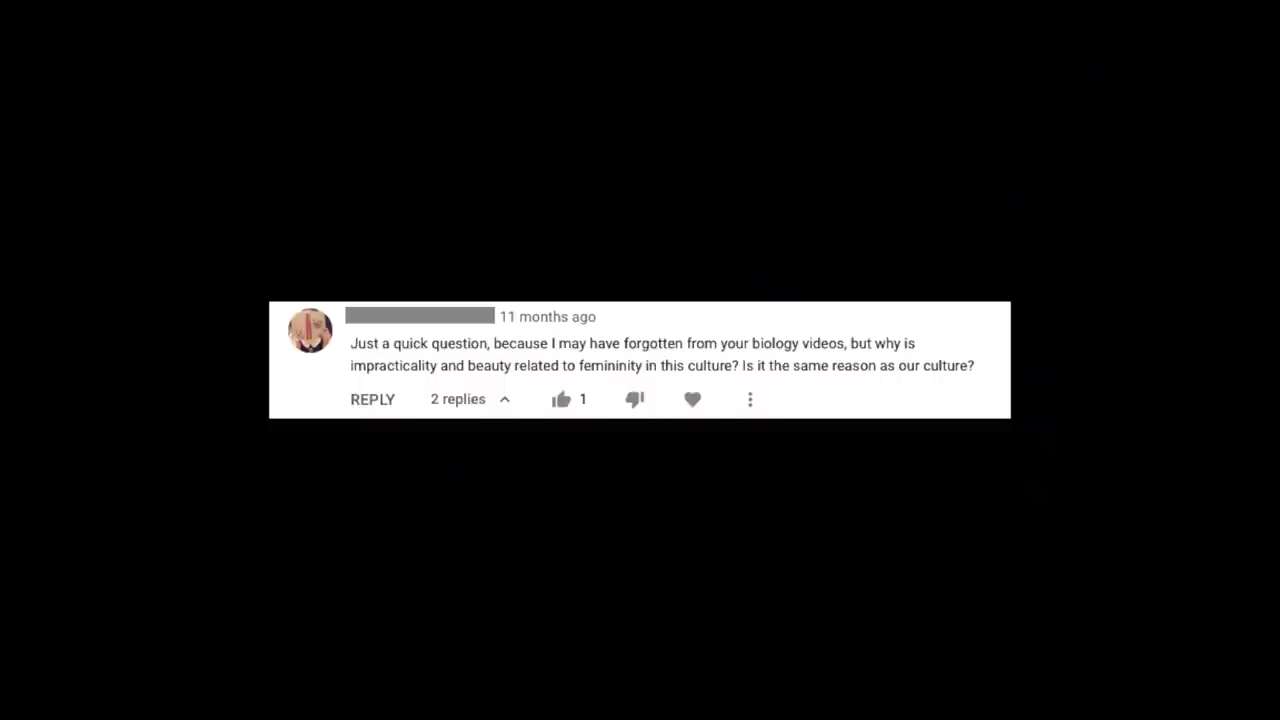 11 months ago
Just a quick question, because I may have forgotten from your biology videos, but why is
impracticality and beauty related to femininity in this culture? Is it the same reason as our culture?
REPLY 2 replies 1